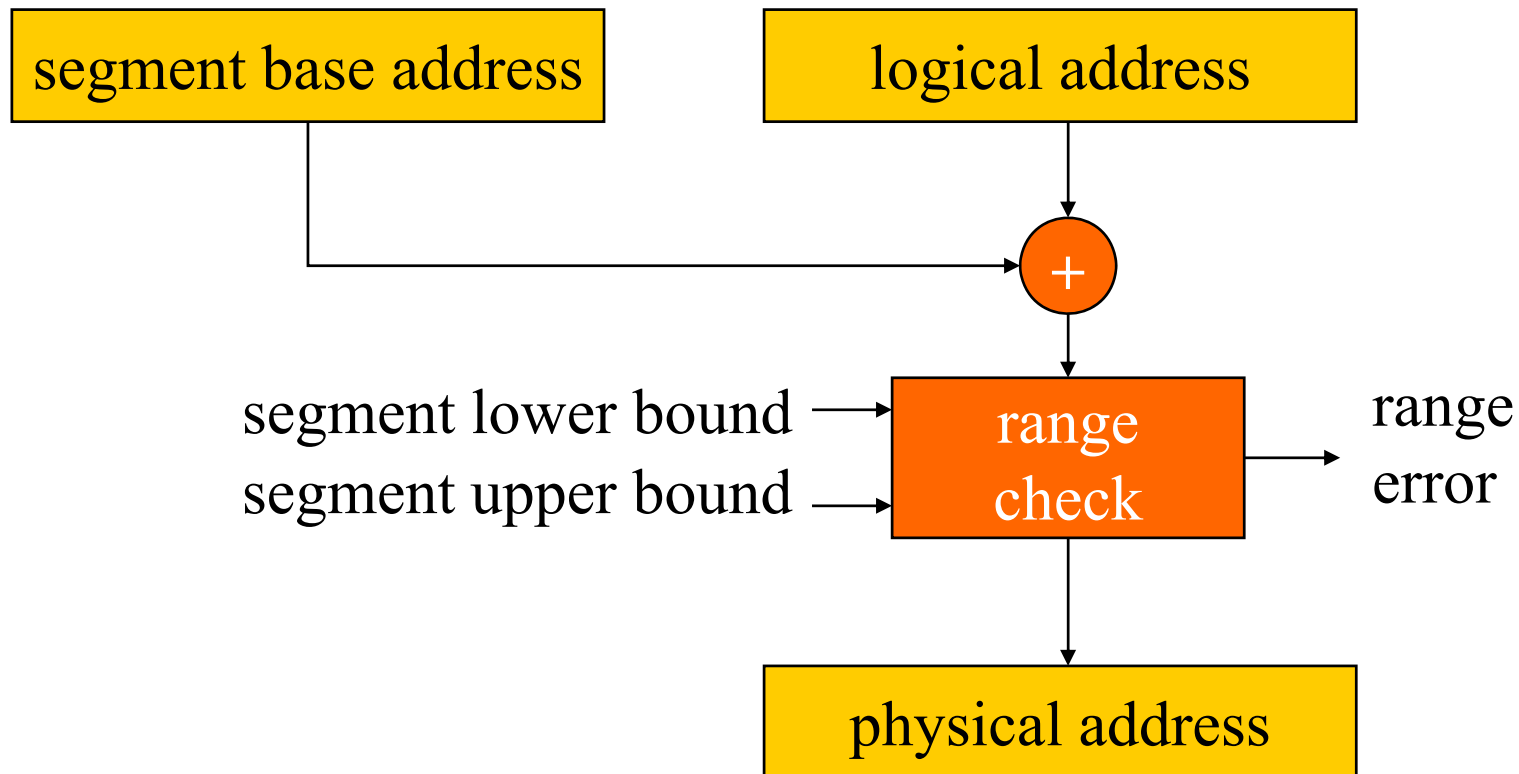 segment base address
logical address
+
segment lower bound
segment upper bound
range
check
range
error
physical address